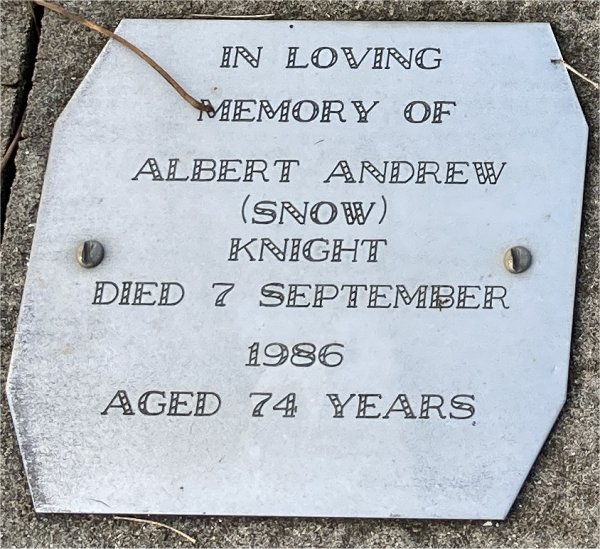 IN LOVING
MEMORY OF
ALBERT ANDREW
(SNOW)
KNIGHT
DIED 7 SEPTEMBER
1986
AGED 74 YEARS